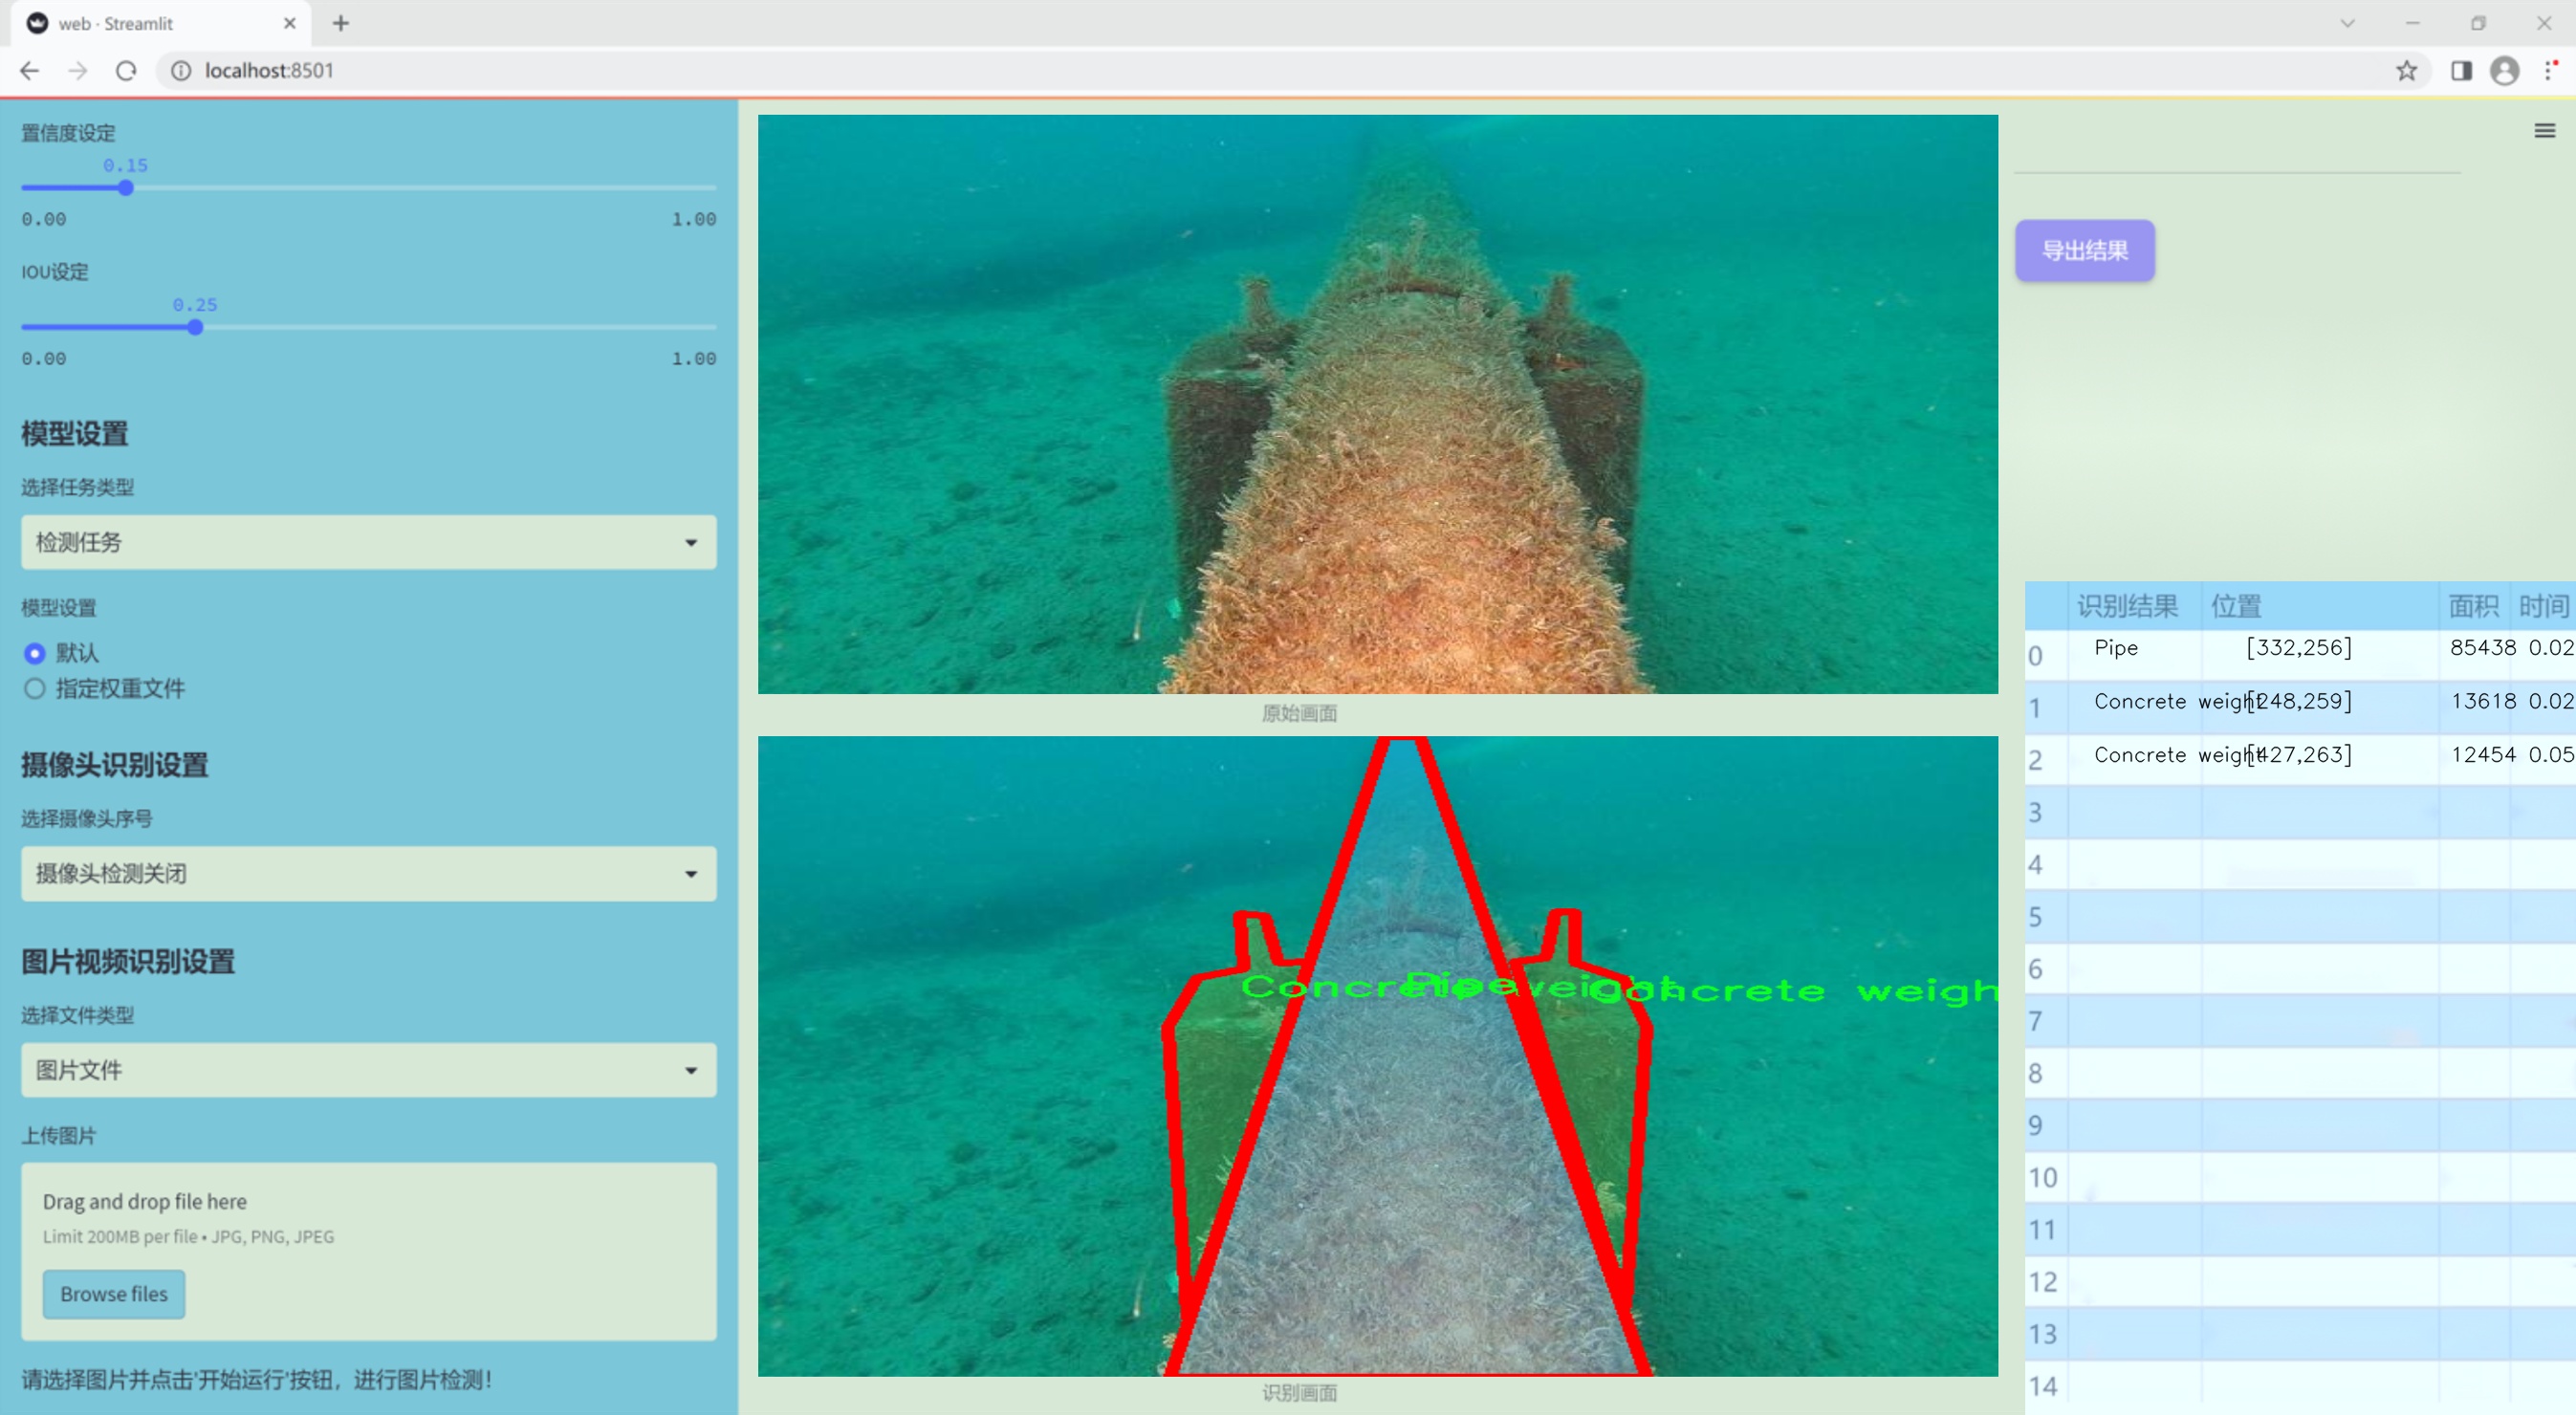 web · Streamlit
localhost:8501
置信度设定
0.15
0.00 1.00
IOU设定
0.25
0.00 1.00
模型设置
选择任务类型
检测任务
模型设置
默认
指定权重文件
摄像头识别设置
选择摄像头序号
摄像头检测关闭
图片视频识别设置
选择文件类型
图片文件
上传图片
Drag and drop file here
Limit 200MB per file • JPG, PNG, JPEG
Browse files
请选择图片并点击'开始运行'按钮，进行图片检测！
原始画面
Concrete weight
Pipe
Concrete weigh
识别画面
导出结果
识别结果 位置 面积 时间
0 Pipe [332,256] 85438 0.02
1 Concrete weight [248,259] 13618 0.02
2 Concrete weight [427,263] 12454 0.05
3
4
5
6
7
8
9
10
11
12
13
14